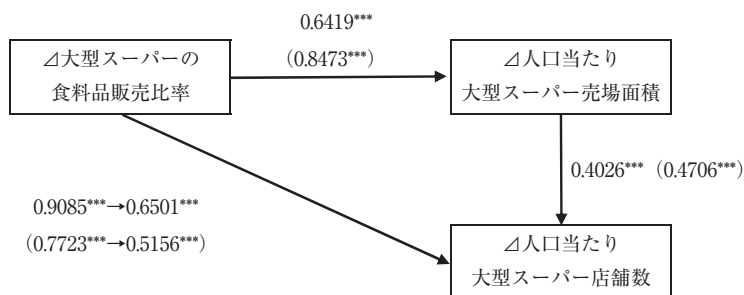 0.6419***
（0.8473***）
⊿大型スーパーの
食料品販売比率
⊿人口当たり
大型スーパー売場面積
0.4026***（0.4706***）
0.9085***→0.6501***
（0.7723***→0.5156***）
⊿人口当たり
大型スーパー店舗数